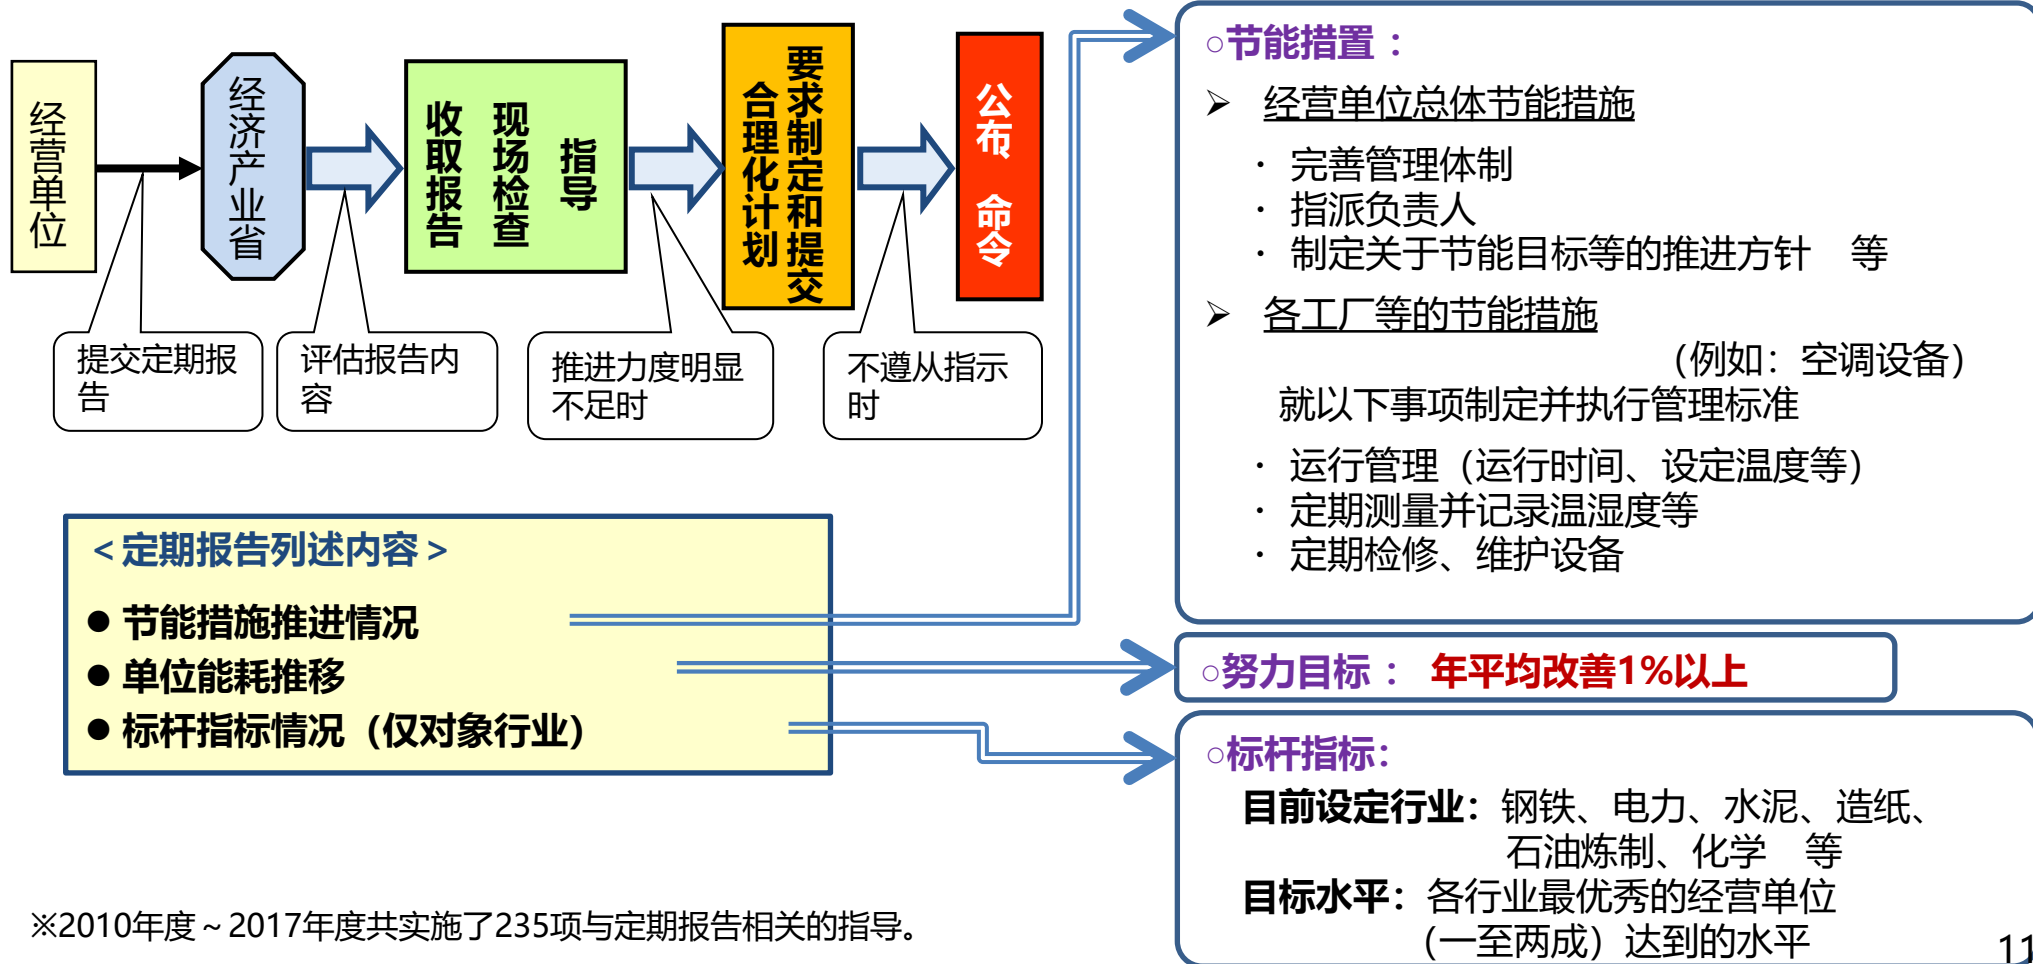 经营单位
经济产业省
收取报告
现场检查
指导
要求制定和提交
合理化计划
公布、命令
提交定期报
告
评估报告内
容
推进力度明显
不足时
不遵从指示
时
<定期报告列述内容>
● 节能措施推进情况
● 单位能耗推移
● 标杆指标情况（仅对象行业）
※2010年度～2017年度共实施了235项与定期报告相关的指导。
○节能措置：
➢ 经营单位总体节能措施
・ 完善管理体制
・ 指派负责人
・ 制定关于节能目标等的推进方针　等
➢ 各工厂等的节能措施
（例如：空调设备）
就以下事项制定并执行管理标准
・ 运行管理（运行时间、设定温度等）
・ 定期测量并记录温湿度等
・ 定期检修、维护设备
○努力目标： 年平均改善1%以上
○标杆指标：
目前设定行业：钢铁、电力、水泥、造纸、
石油炼制、化学　等
目标水平：各行业最优秀的经营单位
（一至两成）达到的水平
11